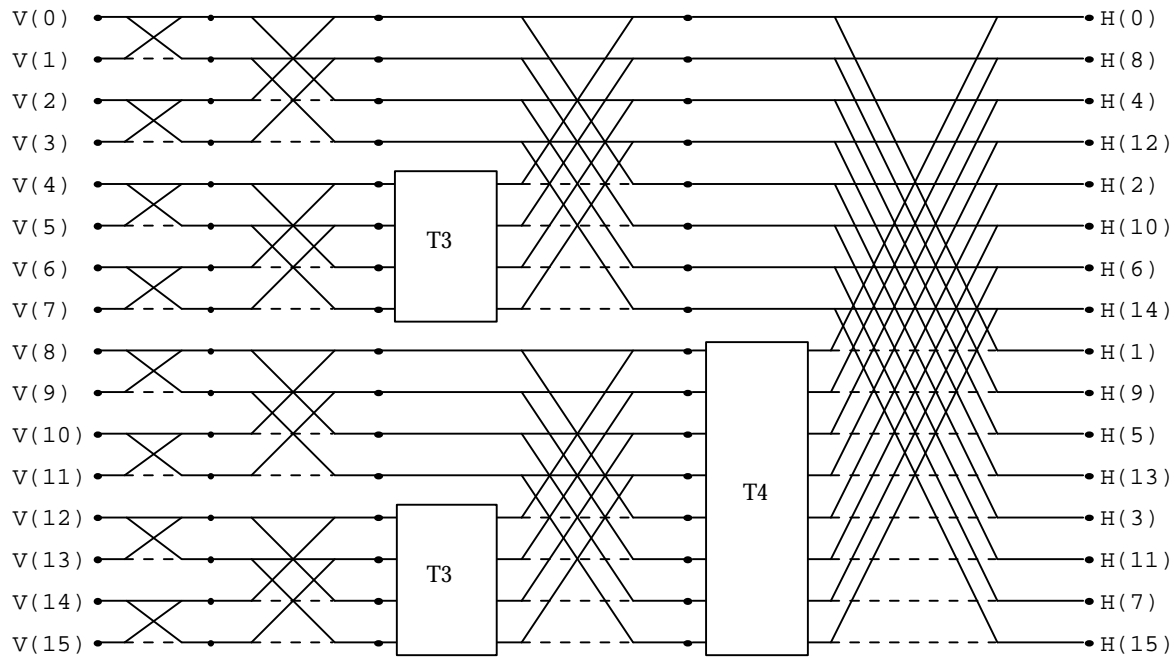 V(0) H(0)
V(1) H(8)
V(2) H(4)
V(3) H(12)
V(4) H(2)
V(5) T3 H(10)
V(6) H(6)
V(7) H(14)
V(8) H(1)
V(9) H(9)
V(10) H(5)
V(11) T4 H(13)
V(12) H(3)
V(13) T3 H(11)
V(14) H(7)
V(15) H(15)